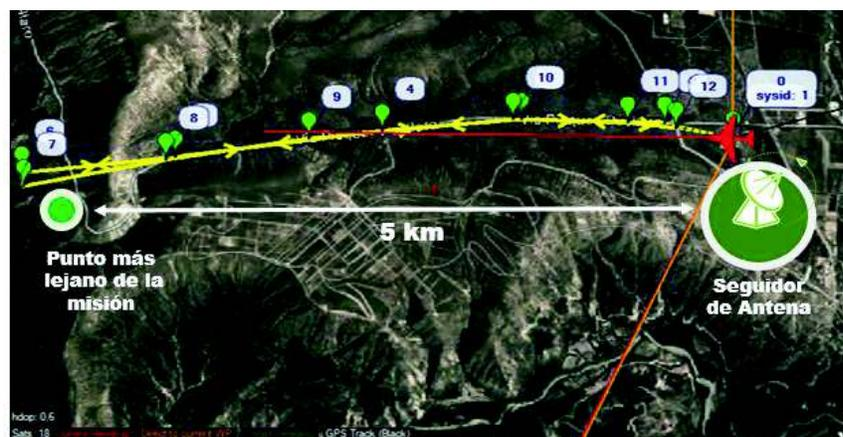 0
sysid: 1
10
11
12
4
9
8
6
7
5 km
Punto más
lejano de la
misión
Seguidor
de Antena
hdop: 0.6
Sats: 18
GPS Track (Black)